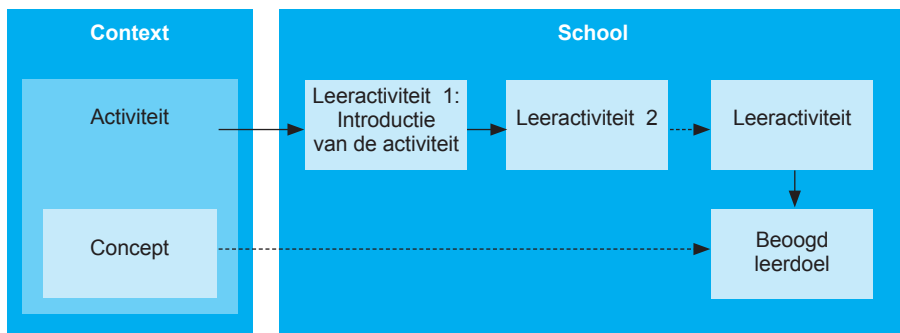 Context
Activiteit
Concept
School
Leeractiviteit 1:
Introductie
van de activiteit
Leeractiviteit 2
Leeractiviteit
Beoogd
leerdoel